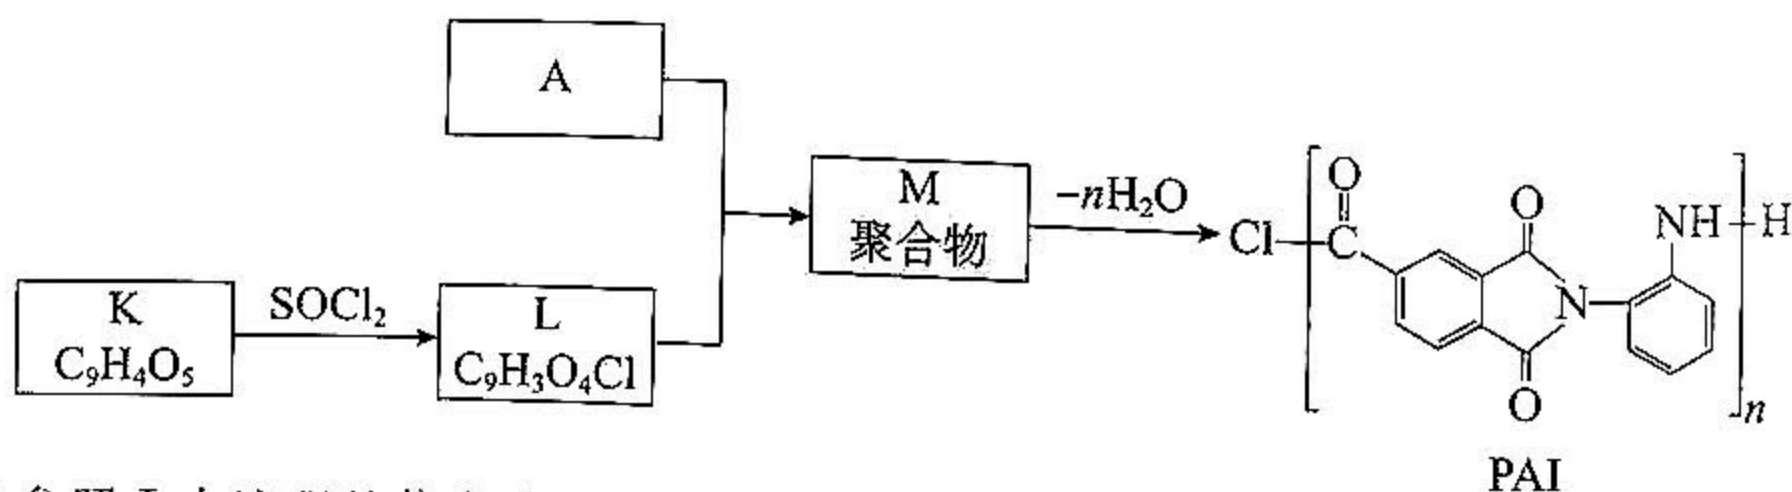 A
K
C₉H₄O₅
SOCl₂
L
C₉H₃O₄Cl
M
聚合物
–nH₂O
Cl
C
O
O
N
O
NH
H
n
PAI